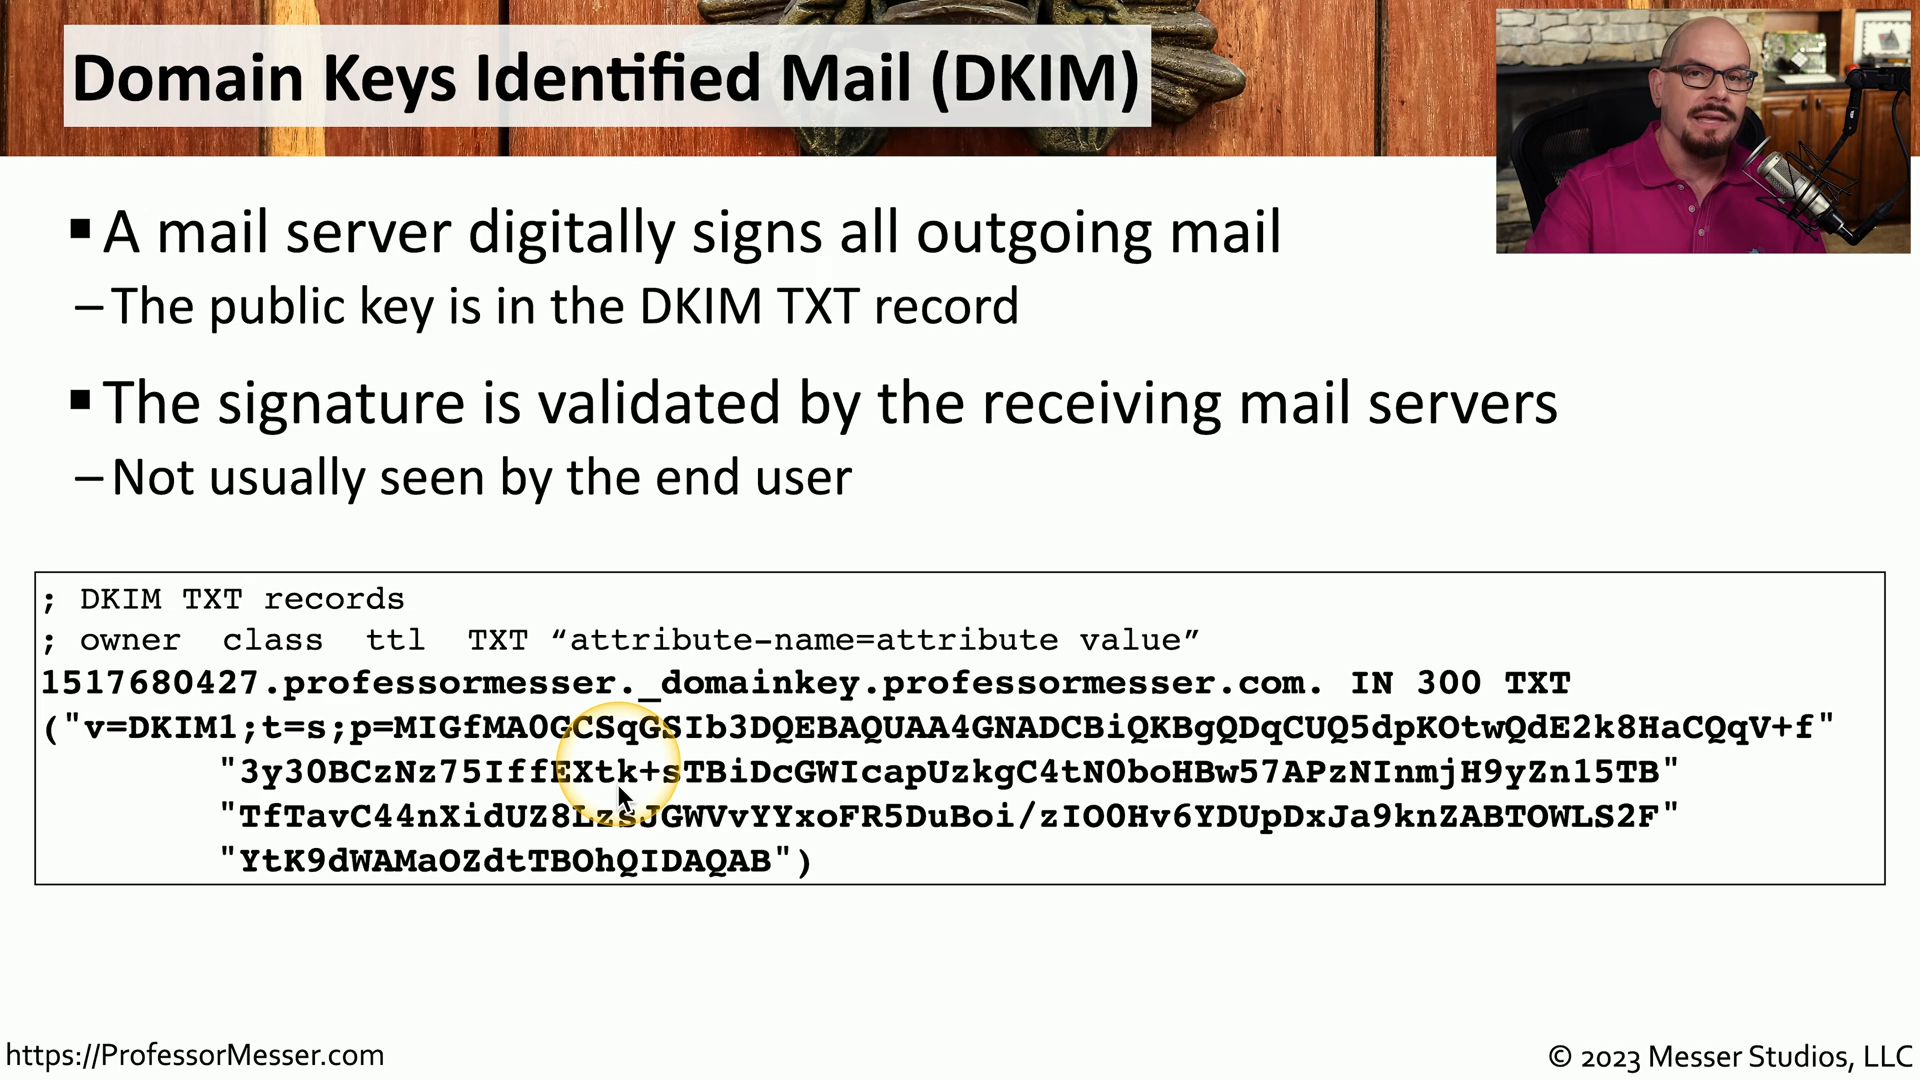 Domain Keys Identified Mail (DKIM)
▪ A mail server digitally signs all outgoing mail
– The public key is in the DKIM TXT record
▪ The signature is validated by the receiving mail servers
– Not usually seen by the end user
; DKIM TXT records
; owner class ttl TXT “attribute-name=attribute value”
1517680427.professormesser._domainkey.professormesser.com. IN 300 TXT
("v=DKIM1;t=s;p=MIGfMA0GCSqGSIb3DQEBAQUAA4GNADCBiQKBgQDqCUQ5dpKOtwQdE2k8HaCQqV+f"
"3y30BCzNz75IffEXtk+sTBiDcGWIcapUzkgC4tN0boHBw57APzNInmjH9yZn15TB"
"TfTavC44nXidUZ8LzsJGWVvYYxoFR5DuBoi/zIO0Hv6YDUpDxJa9knZABTOWLS2F"
"YtK9dWAMaOZdtTBOhQIDAQAB")
https://ProfessorMesser.com
© 2023 Messer Studios, LLC